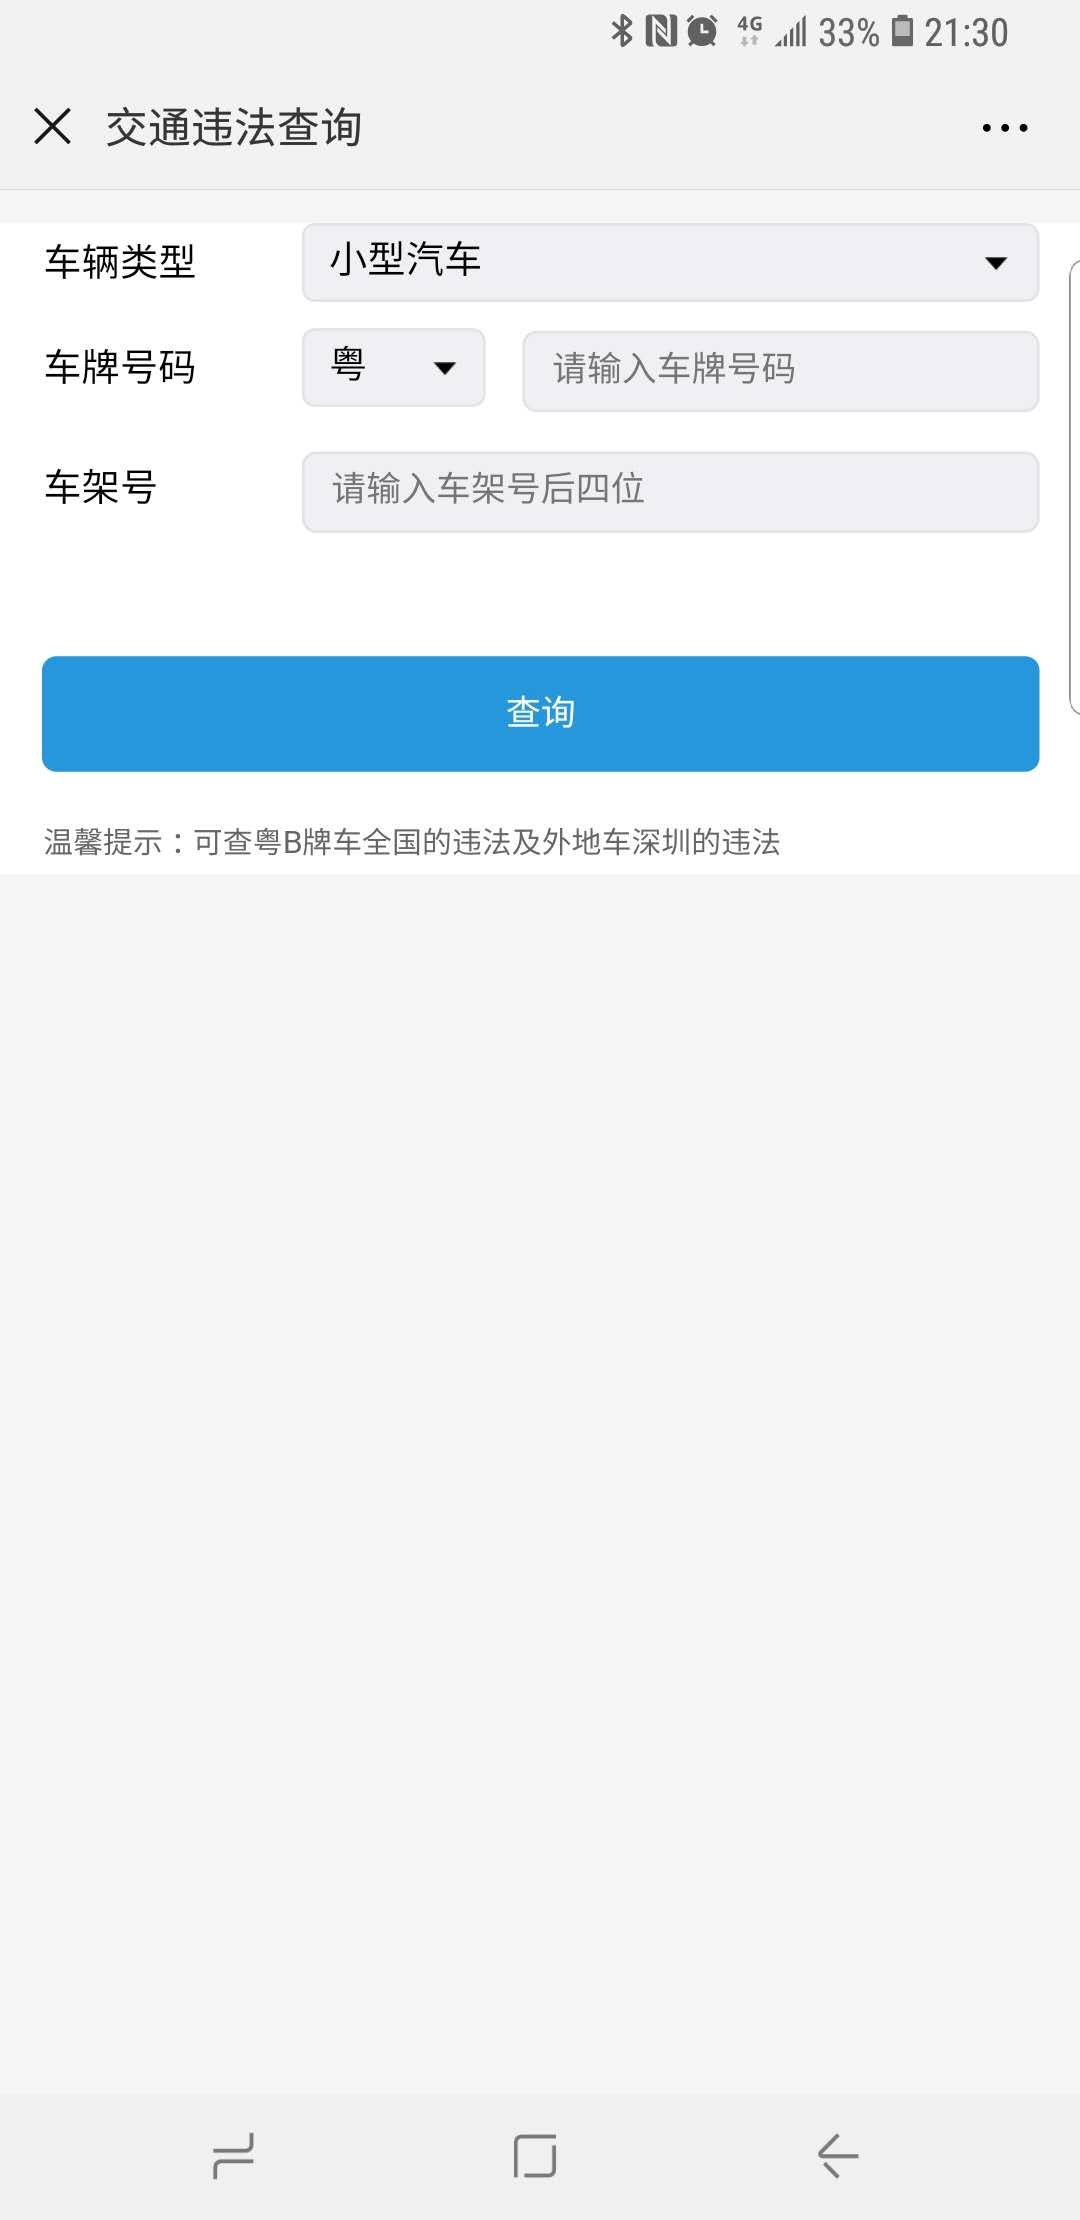 4G 33% 21:30
交通违法查询
车辆类型 小型汽车
车牌号码 粤 请输入车牌号码
车架号 请输入车架号后四位
查询
温馨提示：可查粤B牌车全国的违法及外地车深圳的违法